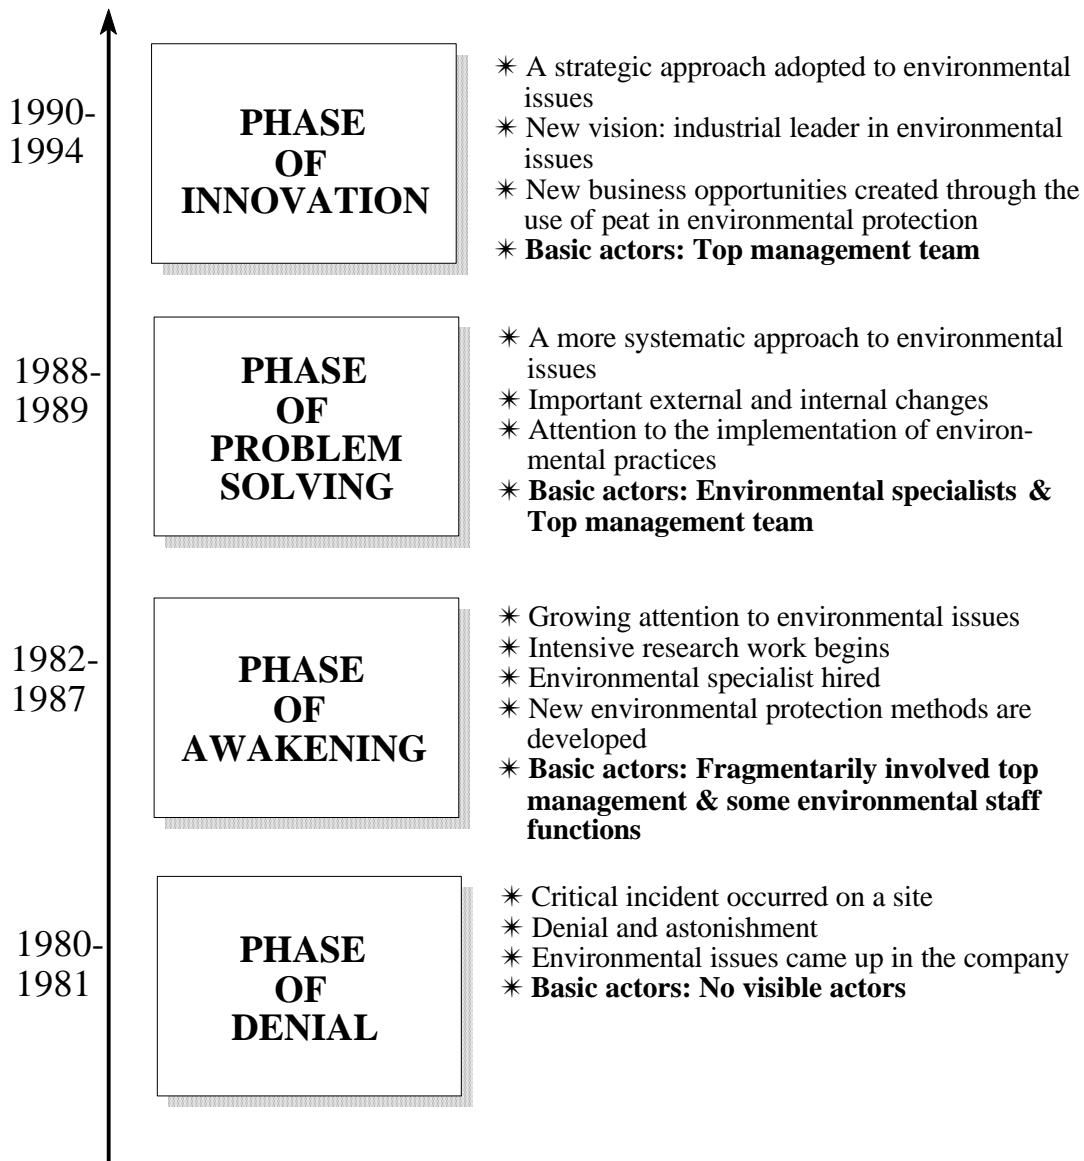 1990-
1994
PHASE
OF
INNOVATION
✴ A strategic approach adopted to environmental
issues
✴ New vision: industrial leader in environmental
issues
✴ New business opportunities created through the
use of peat in environmental protection
✴ Basic actors: Top management team
1988-
1989
PHASE
OF
PROBLEM
SOLVING
✴ A more systematic approach to environmental
issues
✴ Important external and internal changes
✴ Attention to the implementation of environ-
mental practices
✴ Basic actors: Environmental specialists &
Top management team
1982-
1987
PHASE
OF
AWAKENING
✴ Growing attention to environmental issues
✴ Intensive research work begins
✴ Environmental specialist hired
✴ New environmental protection methods are
developed
✴ Basic actors: Fragmentarily involved top
management & some environmental staff
functions
1980-
1981
PHASE
OF
DENIAL
✴ Critical incident occurred on a site
✴ Denial and astonishment
✴ Environmental issues came up in the company
✴ Basic actors: No visible actors